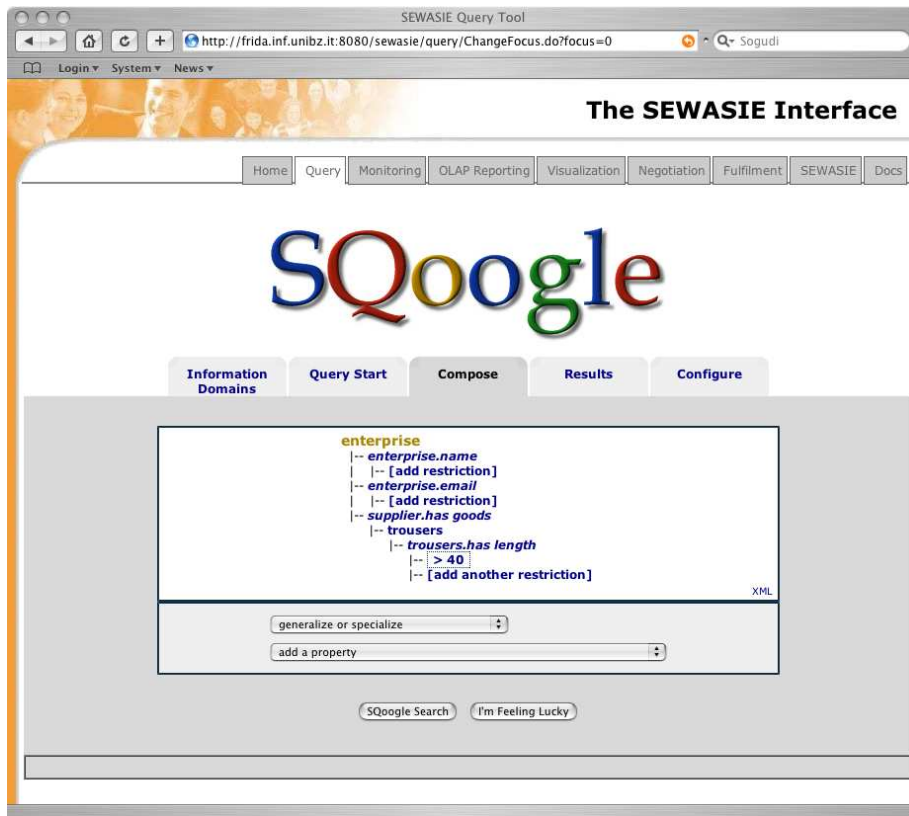 SEWASIE Query Tool
http://frida.inf.unibz.it:8080/sewasie/query/ChangeFocus.do?focus=0 Sogudi
Login System News
The SEWASIE Interface
Home Query Monitoring OLAP Reporting Visualization Negotiation Fulfilment SEWASIE Docs
SQoogle
Information Domains Query Start Compose Results Configure
enterprise
|-- enterprise.name
| |-- [add restriction]
|-- enterprise.email
| |-- [add restriction]
|-- supplier.has goods
|-- trousers
|-- trousers.has length
|-- > 40
|-- [add another restriction]
XML
generalize or specialize
add a property
SQoogle Search I'm Feeling Lucky